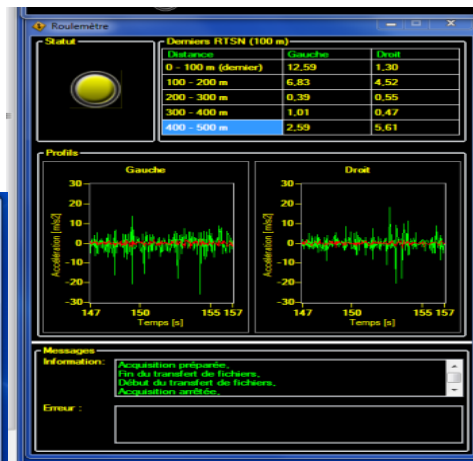 Roulemètre
Statut
Derniers RTSN (100 m)
Distance Gauche Droit
0 - 100 m (dernier) 12,59 1,30
100 - 200 m 6,83 4,52
200 - 300 m 0,39 0,55
300 - 400 m 1,01 0,47
400 - 500 m 2,59 5,61
Profils
Gauche Droit
30 30
20 20
10 10
0 0
-10 -10
-20 -20
-30 -30
Accélération [m/s2] Accélération [m/s2]
147 150 155 157 147 150 155 157
Temps [s] Temps [s]
Messages
Information: Acquisition préparée.
Fin du transfert de fichiers.
Début du transfert de fichiers.
Acquisition arrêtée.
Erreur :